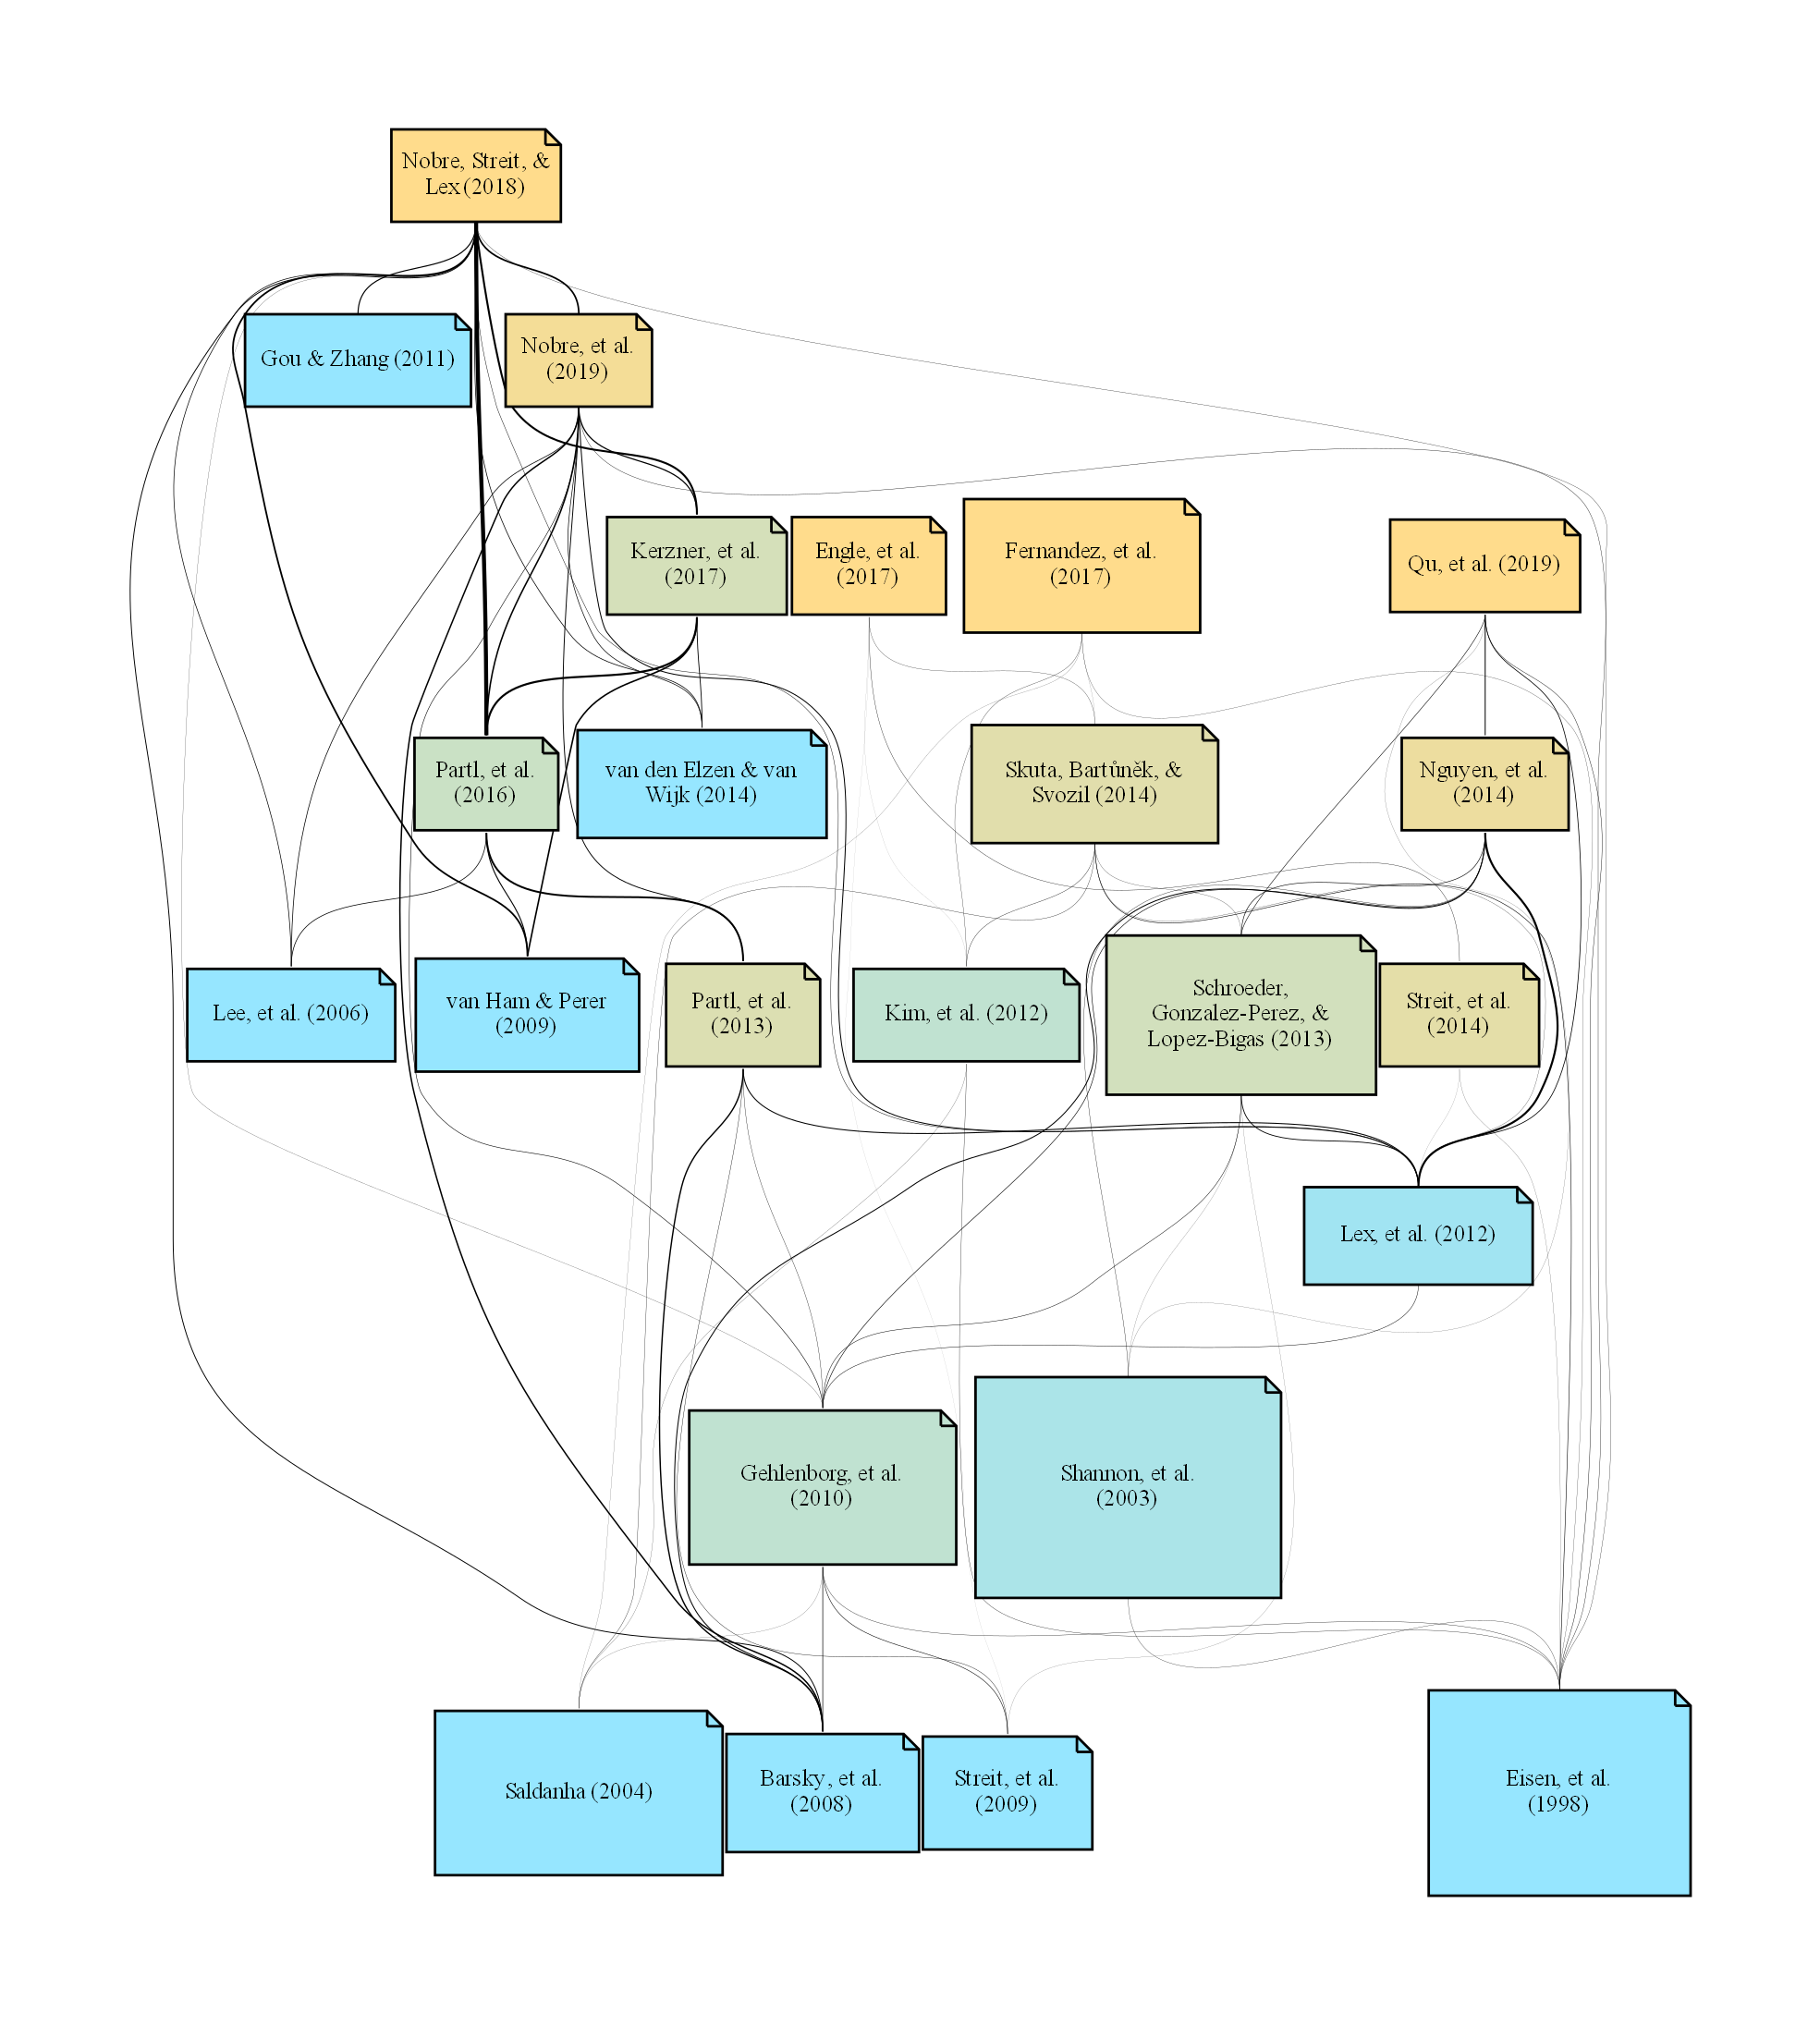 Nobre, Streit, &
Lex (2018)
Gou & Zhang (2011)
Nobre, et al.
(2019)
Kerzner, et al.
(2017)
Engle, et al.
(2017)
Fernandez, et al.
(2017)
Qu, et al. (2019)
Partl, et al.
(2016)
van den Elzen & van
Wijk (2014)
Skuta, Bartůněk, &
Svozil (2014)
Nguyen, et al.
(2014)
Lee, et al. (2006)
van Ham & Perer
(2009)
Partl, et al.
(2013)
Kim, et al. (2012)
Schroeder,
Gonzalez-Perez, &
Lopez-Bigas (2013)
Streit, et al.
(2014)
Lex, et al. (2012)
Gehlenborg, et al.
(2010)
Shannon, et al.
(2003)
Saldanha (2004)
Barsky, et al.
(2008)
Streit, et al.
(2009)
Eisen, et al.
(1998)